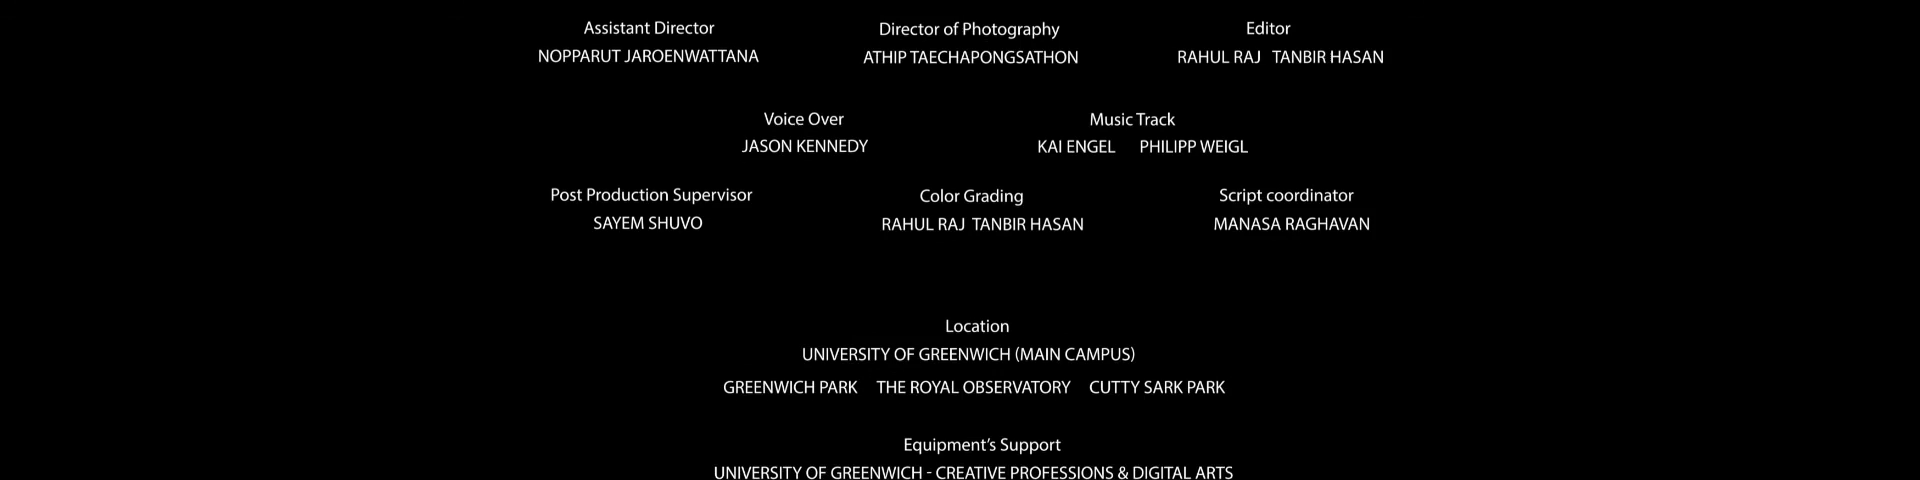 Assistant Director Director of Photography Editor
NOPPARUT JAROENWATTANA ATHIP TAECHAPONGSATHON RAHUL RAJ TANBIR HASAN
Voice Over Music Track
JASON KENNEDY KAI ENGEL PHILIPP WEIGL
Post Production Supervisor Color Grading Script coordinator
SAYEM SHUVO RAHUL RAJ TANBIR HASAN MANASA RAGHAVAN
Location
UNIVERSITY OF GREENWICH (MAIN CAMPUS)
GREENWICH PARK THE ROYAL OBSERVATORY CUTTY SARK PARK
Equipment's Support
UNIVERSITY OF GREENWICH - CREATIVE PROFESSIONS & DIGITAL ARTS